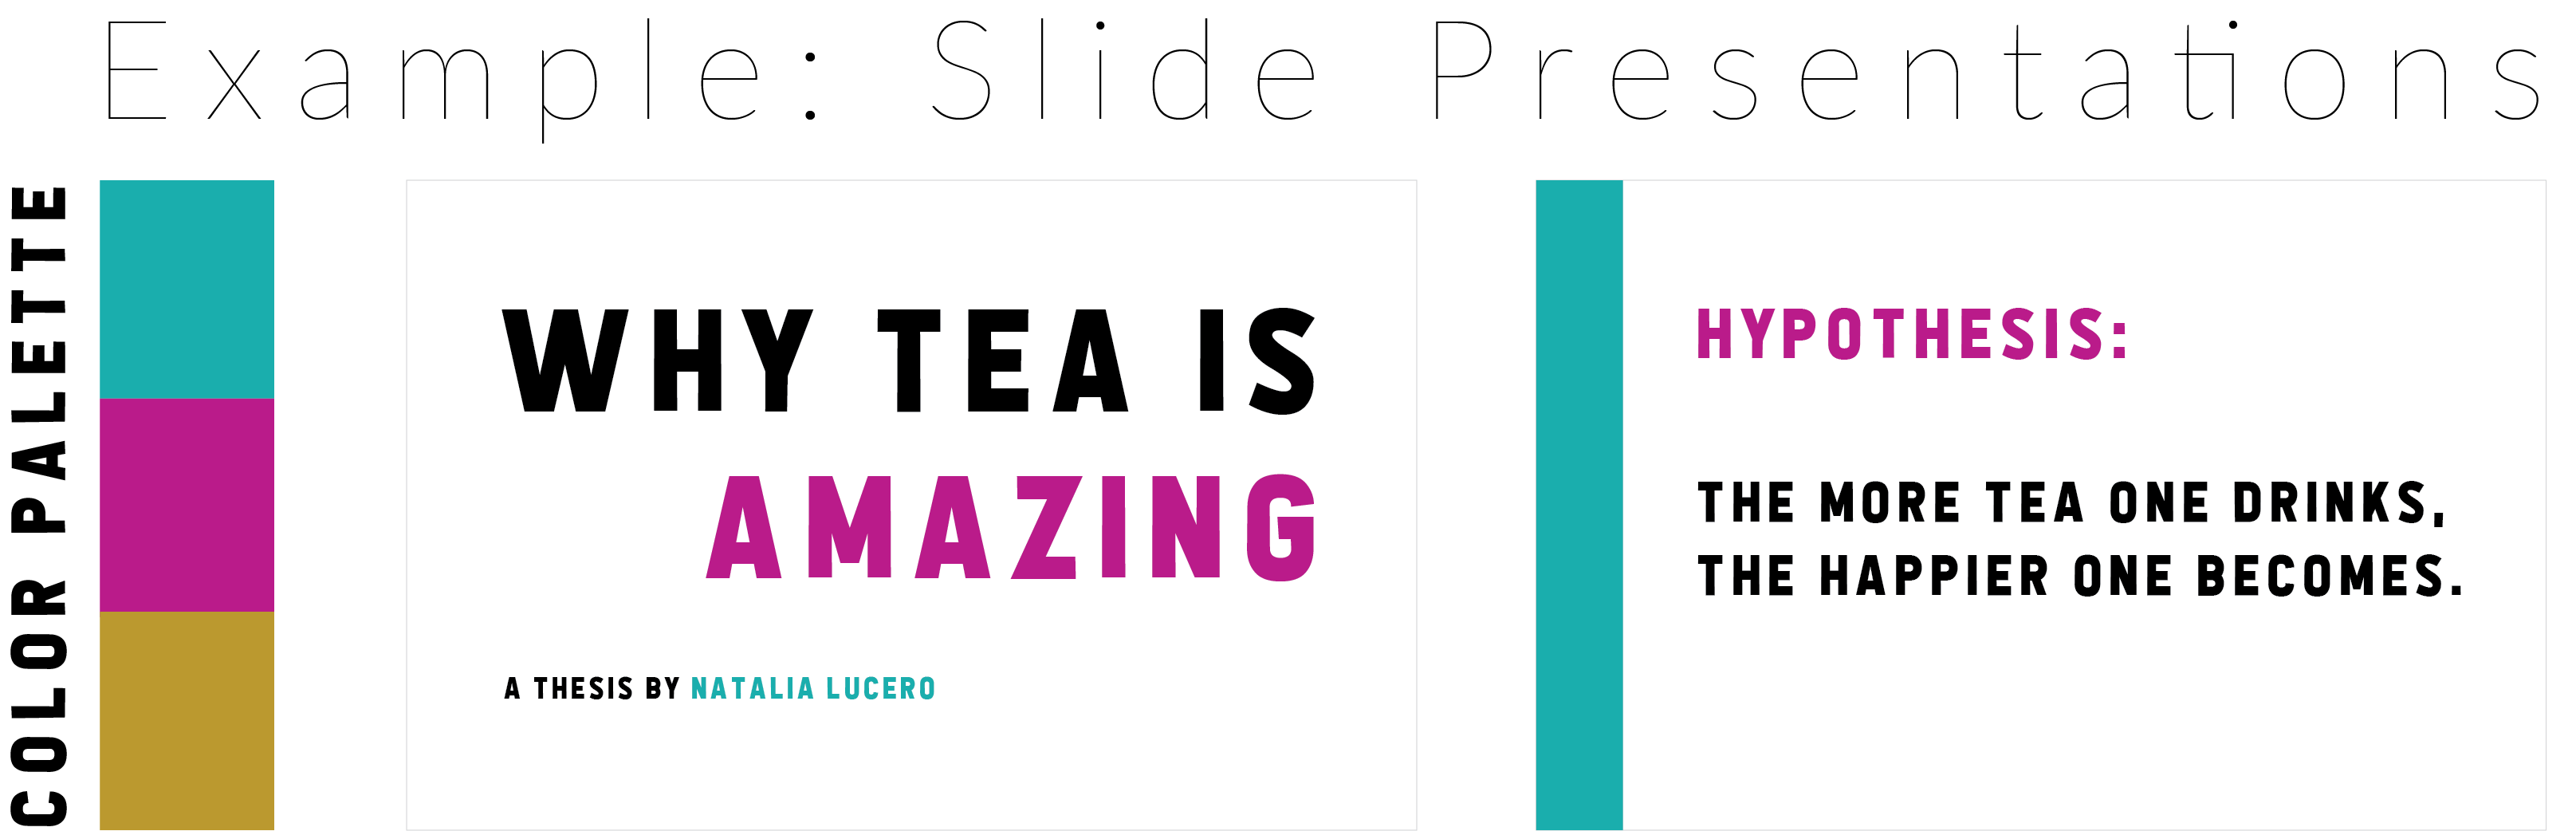 Example: Slide Presentations
COLOR PALETTE
WHY TEA IS
AMAZING
A THESIS BY NATALIA LUCERO
HYPOTHESIS:
THE MORE TEA ONE DRINKS,
THE HAPPIER ONE BECOMES.